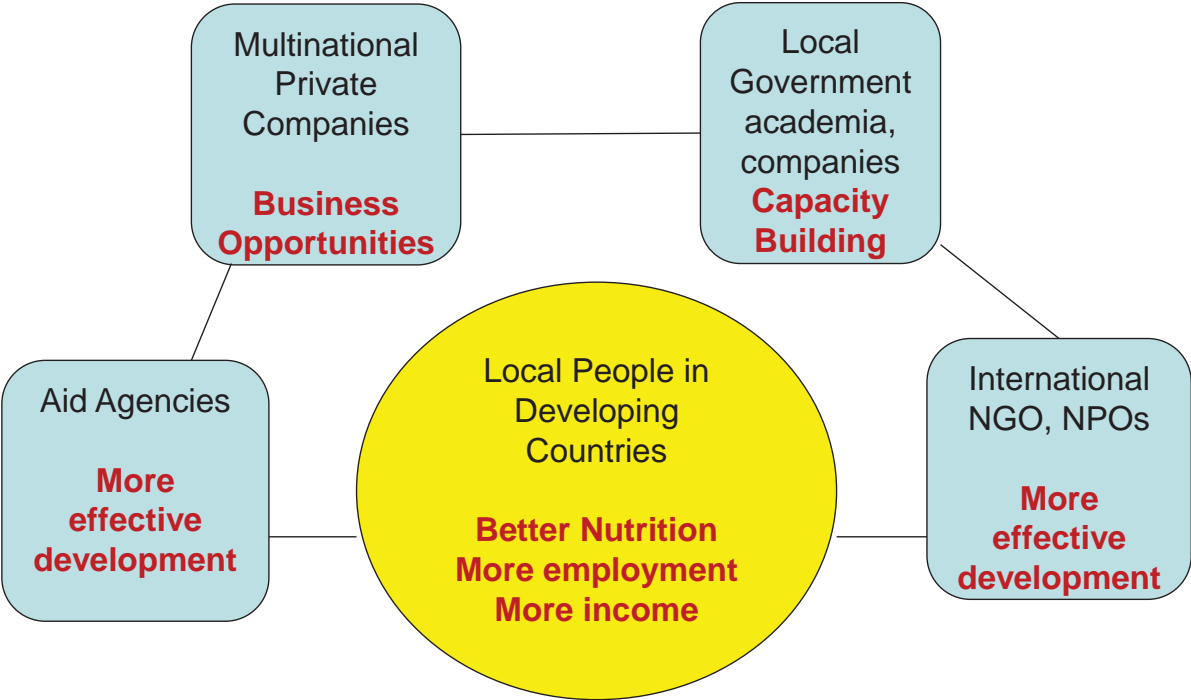 Multinational
Private
Companies
Business
Opportunities
Local
Government
academia,
companies
Capacity
Building
Aid Agencies
More
effective
development
Local People in
Developing
Countries
Better Nutrition
More employment
More income
International
NGO, NPOs
More
effective
development